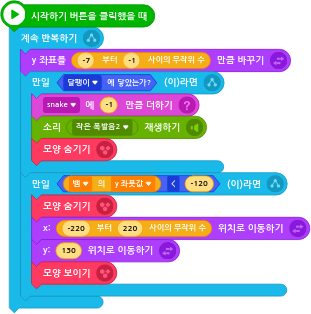 시작하기 버튼을 클릭했을 때
계속 반복하기
y 좌표를 -7 부터 -1 사이의 무작위 수 만큼 바꾸기
만일 달팽이 에 닿았는가? (이)라면
snake 에 -1 만큼 더하기
소리 작은 폭발음2 재생하기
모양 숨기기
만일 뱀 의 y 좌푯값 < -120 (이)라면
모양 숨기기
x: -220 부터 220 사이의 무작위 수 위치로 이동하기
y: 130 위치로 이동하기
모양 보이기